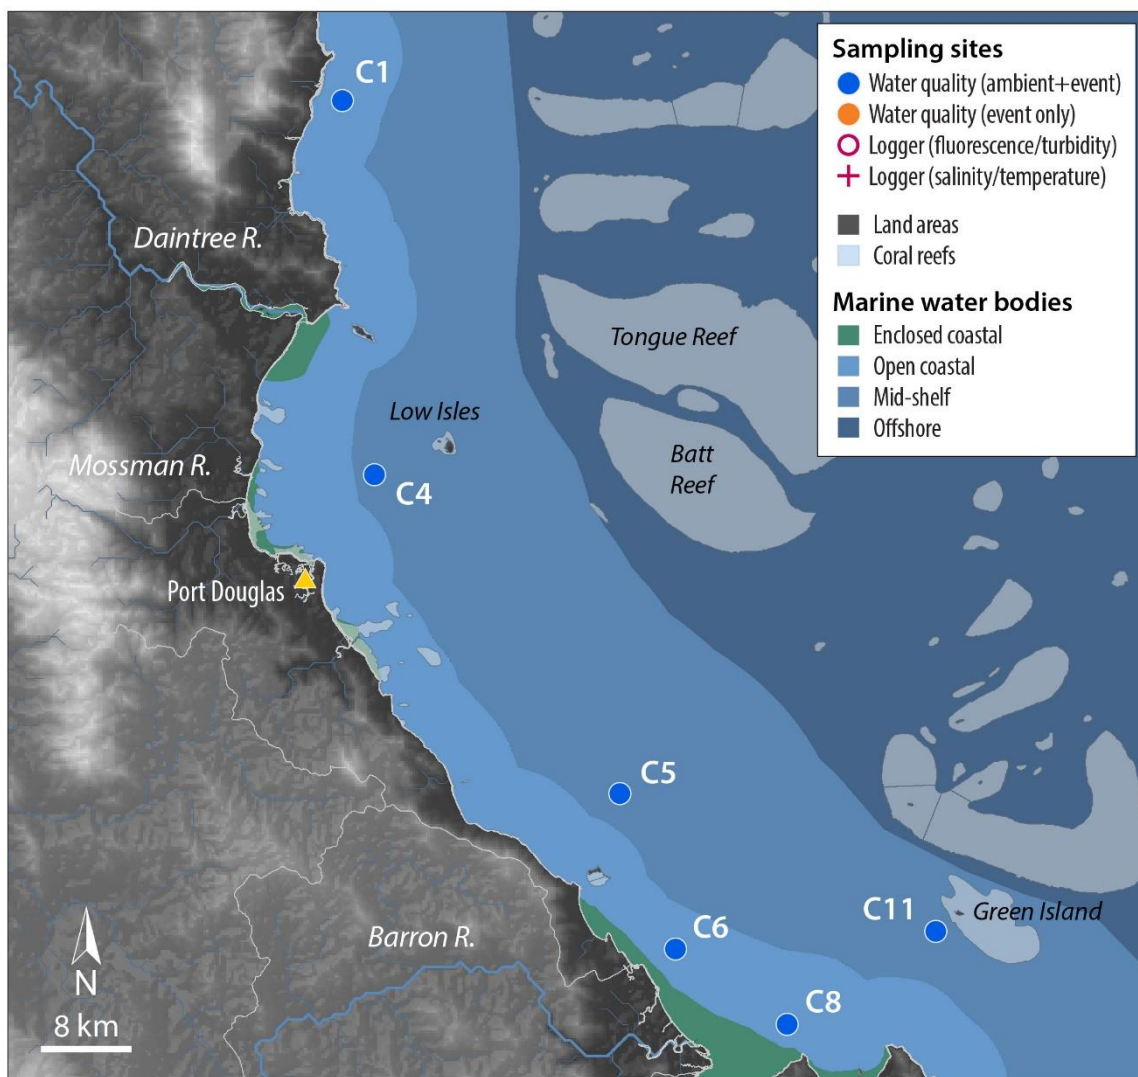 C1
Daintree R.
Tongue Reef
Low Isles
Mossman R.
Batt
Reef
C4
Port Douglas
C5
C11
Green Island
C6
Barron R.
C8
N
8 km
Sampling sites
Water quality (ambient+event)
Water quality (event only)
Logger (fluorescence/turbidity)
Logger (salinity/temperature)
Land areas
Coral reefs
Marine water bodies
Enclosed coastal
Open coastal
Mid-shelf
Offshore